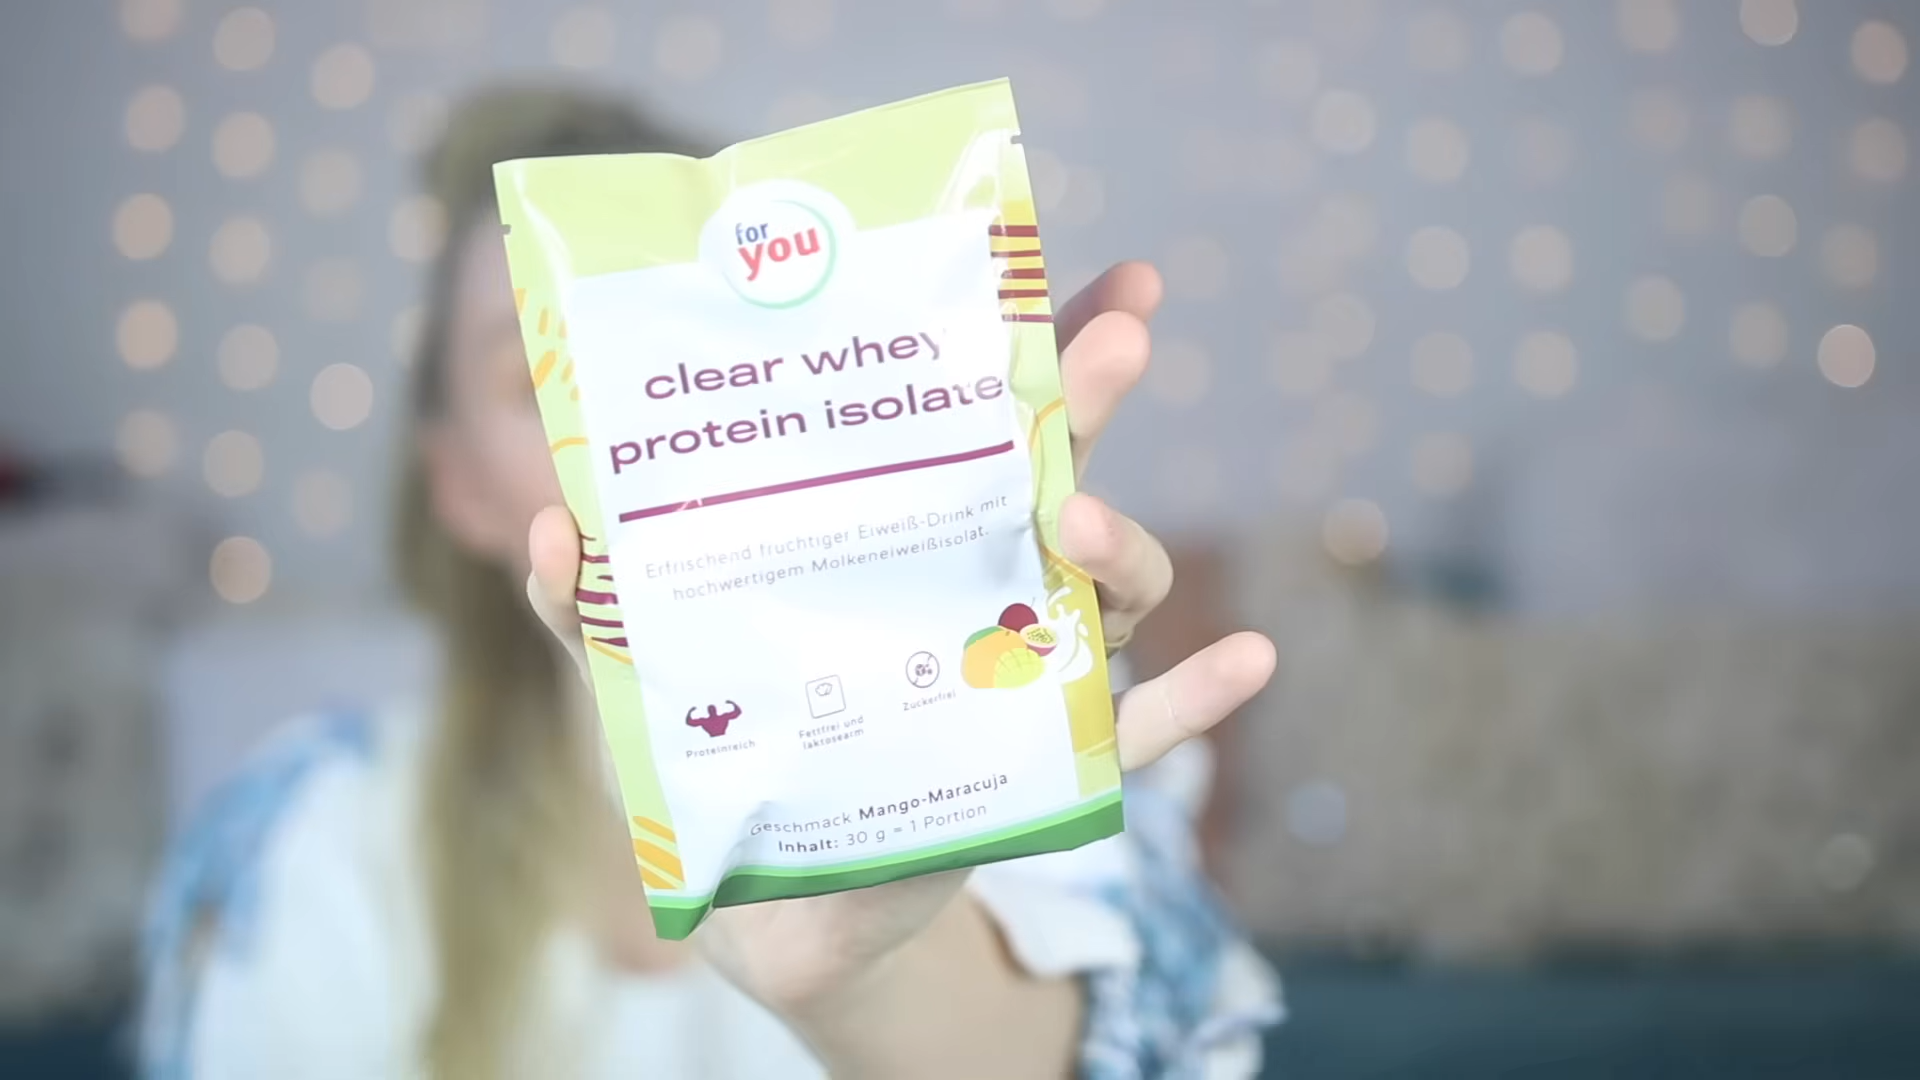 for
you
clear whey
protein isolate
Erfrischend fruchtiger Eiweiß-Drink mit
hochwertigem Molkeneiweißisolat.
Proteinreich
Fettfrei und
laktosearm
Zuckerfrei
Geschmack Mango-Maracuja
Inhalt: 30 g = 1 Portion